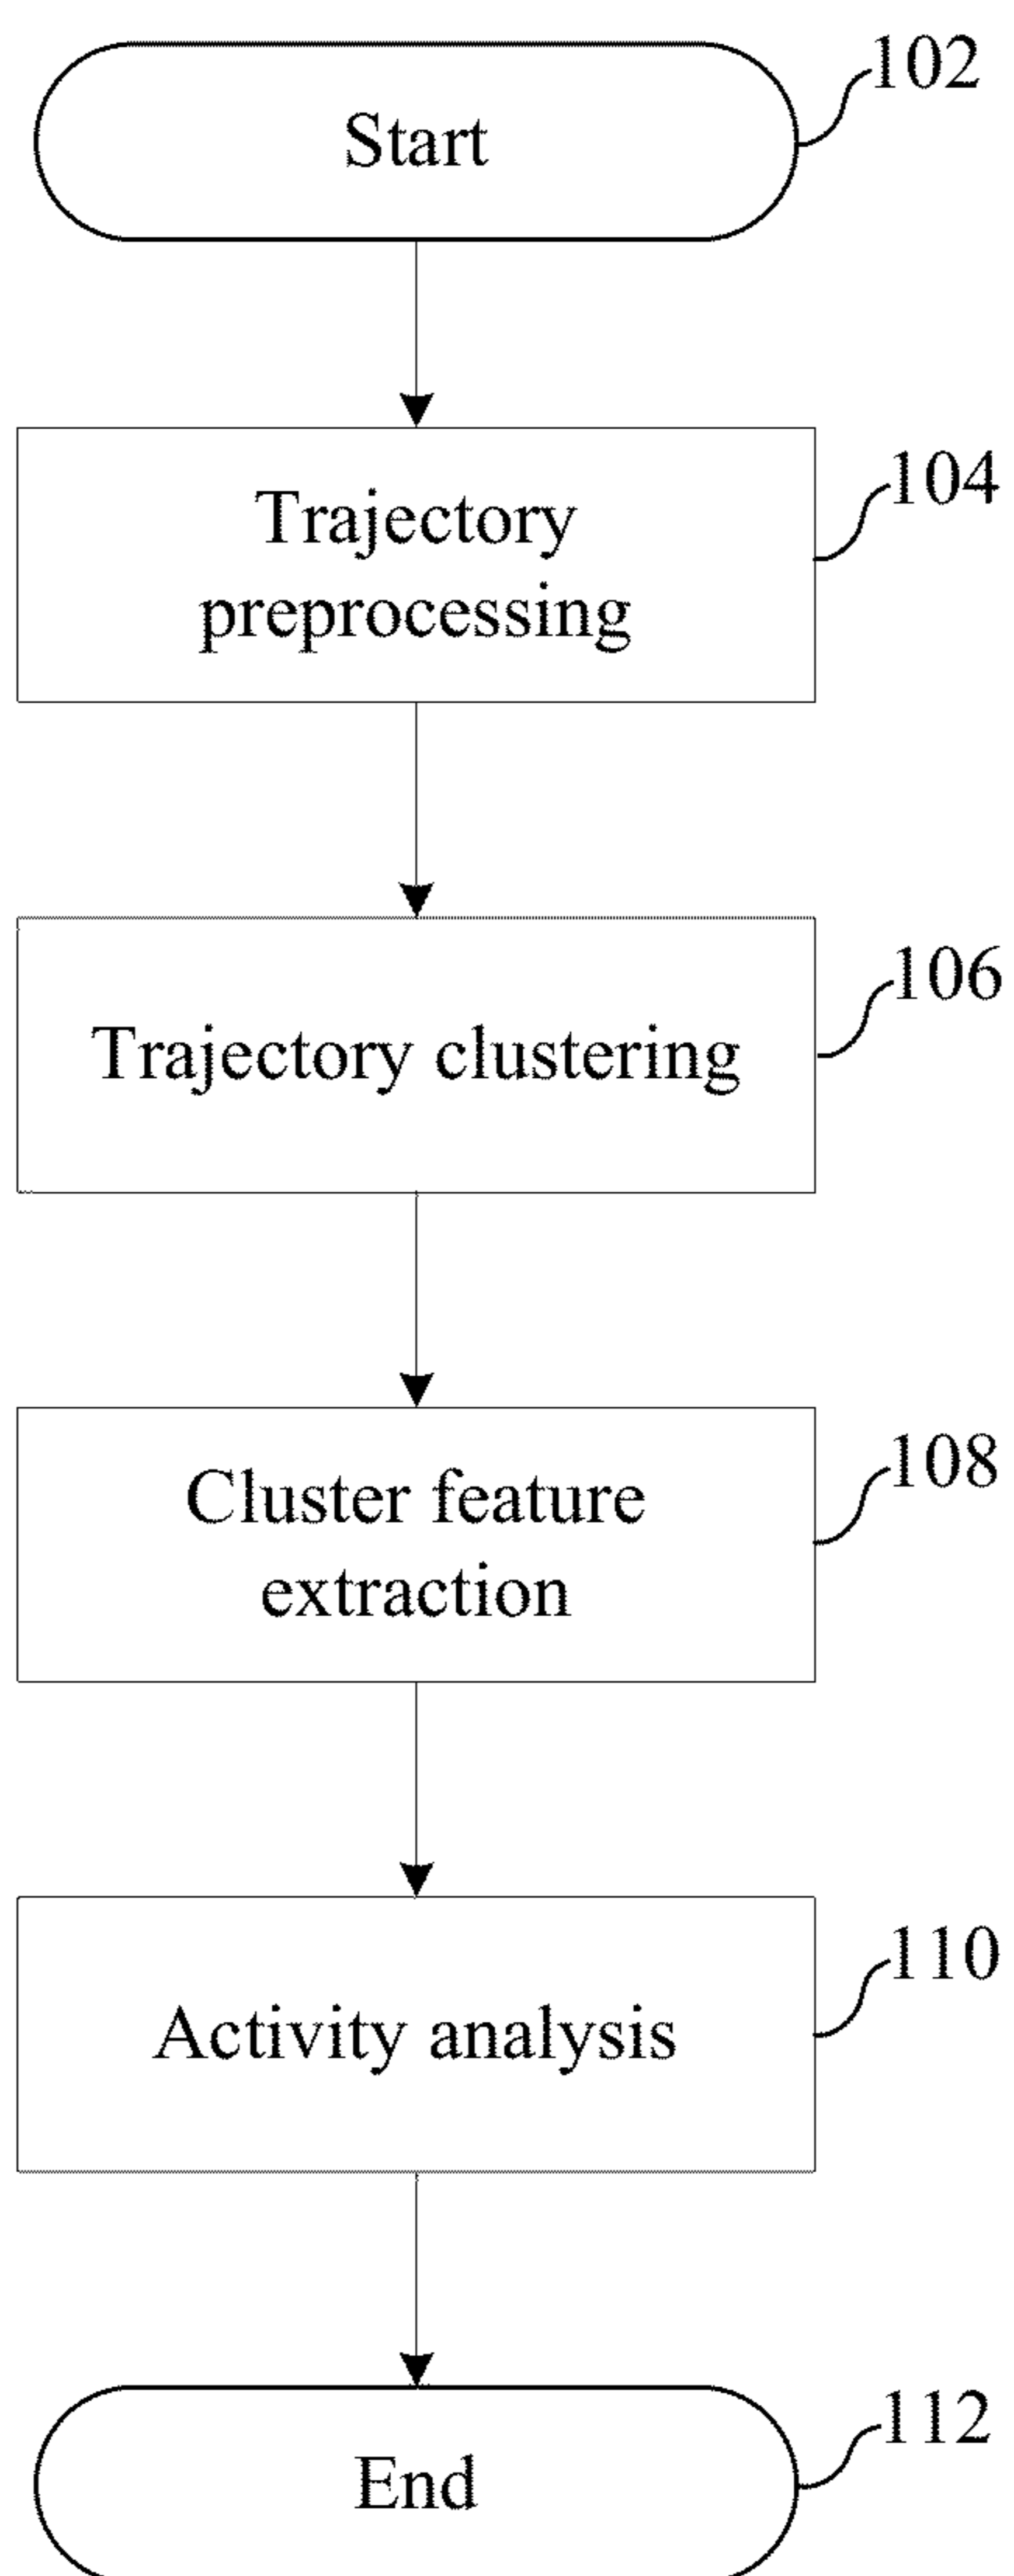 102
Start
104
Trajectory
preprocessing
106
Trajectory clustering
108
Cluster feature
extraction
110
Activity analysis
112
End